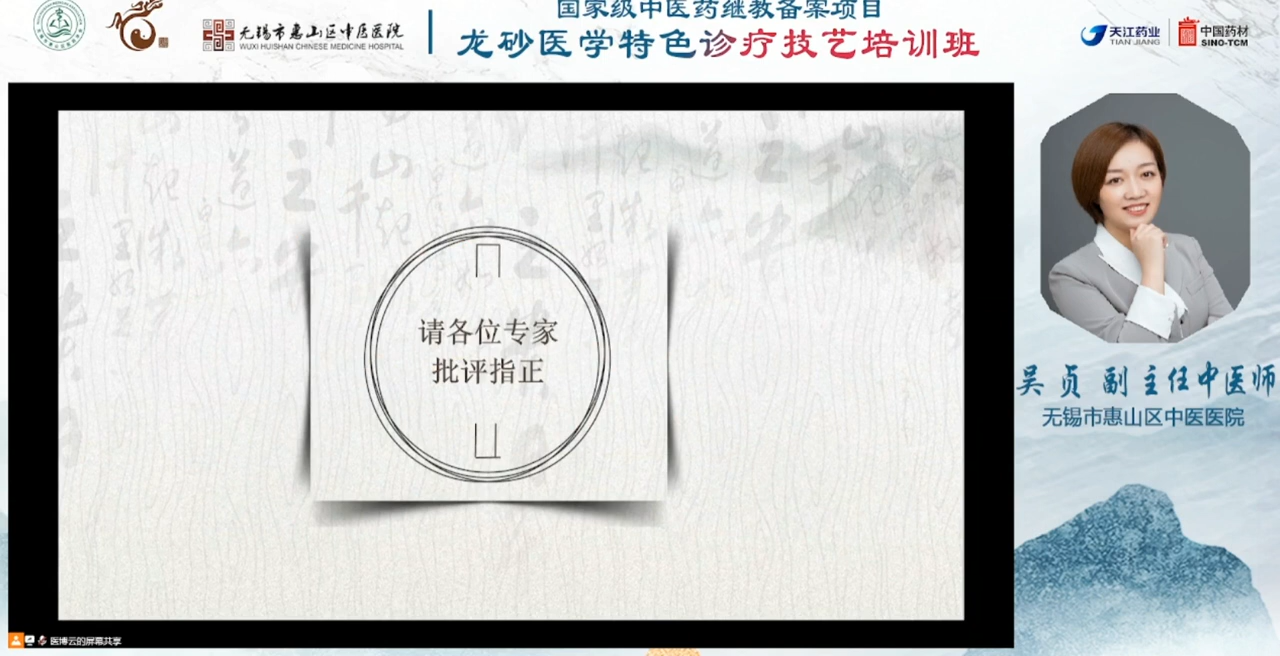 无锡市惠山区中医医院
WUXI HUISHAN CHINESE MEDICINE HOSPITAL
国家级中医药继教备案项目
龙砂医学特色诊疗技艺培训班
天江药业
TIAN JIANG
中国药材
SINO-TCM
请各位专家
批评指正
吴贞 副主任中医师
无锡市惠山区中医医院
医博云的屏幕共享